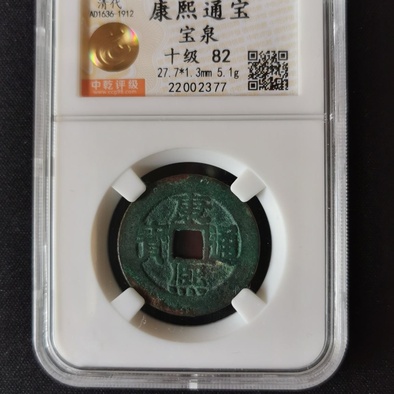 清代
AD1636-1912
康熙通宝
宝泉
十级 82
27.7*1.3mm 5.1g
22002377
中乾评级
康熙通寳